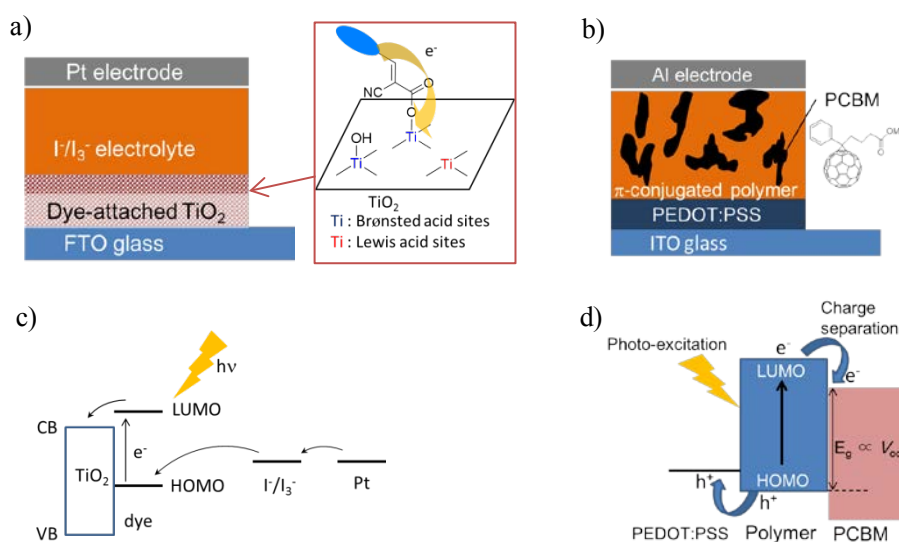 a)
Pt electrode
I⁻/I₃⁻ electrolyte
Dye-attached TiO₂
FTO glass
e⁻
NC
O
O
OH
Ti
Ti
Ti
TiO₂
Ti : Brønsted acid sites
Ti : Lewis acid sites
b)
Al electrode
PCBM
OM
O
π-conjugated polymer
PEDOT:PSS
ITO glass
c)
hν
LUMO
CB
e⁻
TiO₂
HOMO
I⁻/I₃⁻
Pt
VB
dye
d)
Charge
separation
Photo-excitation
e⁻
LUMO
e⁻
E_g ∝ V_oc
HOMO
h⁺
h⁺
PEDOT:PSS
Polymer
PCBM